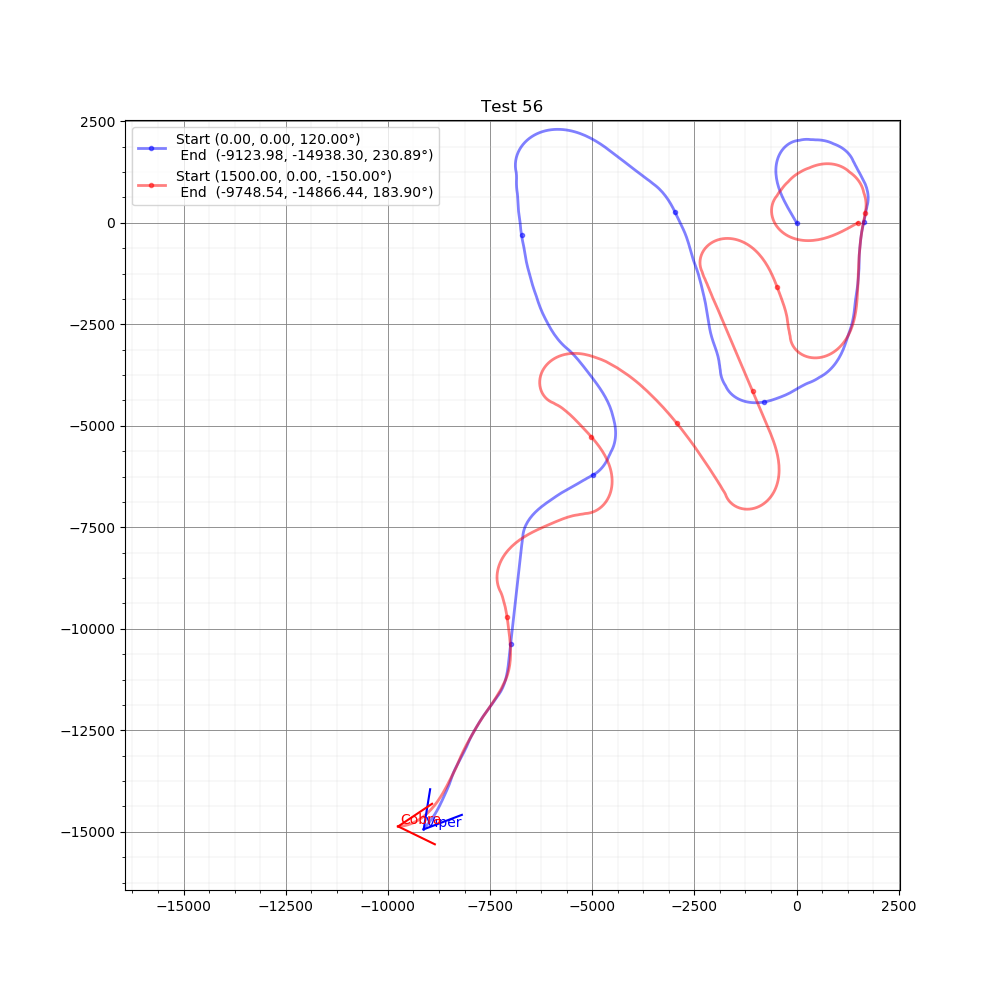 Test 56
Start (0.00, 0.00, 120.00°)
End (-9123.98, -14938.30, 230.89°)
Start (1500.00, 0.00, -150.00°)
End (-9748.54, -14866.44, 183.90°)
2500
0
−2500
−5000
−7500
−10000
−12500
−15000
Cobra
Viper
−15000 −12500 −10000 −7500 −5000 −2500 0 2500